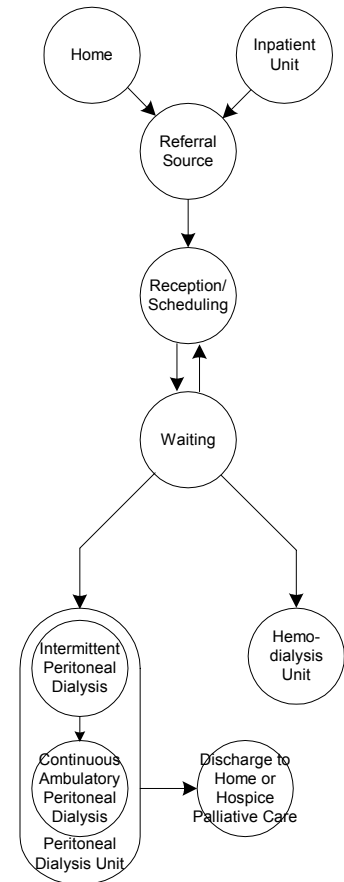 Home
Inpatient
Unit
Referral
Source
Reception/
Scheduling
Waiting
Intermittent
Peritoneal
Dialysis
Hemo-
dialysis
Unit
Continuous
Ambulatory
Peritoneal
Dialysis
Discharge to
Home or
Hospice
Palliative Care
Peritoneal
Dialysis Unit